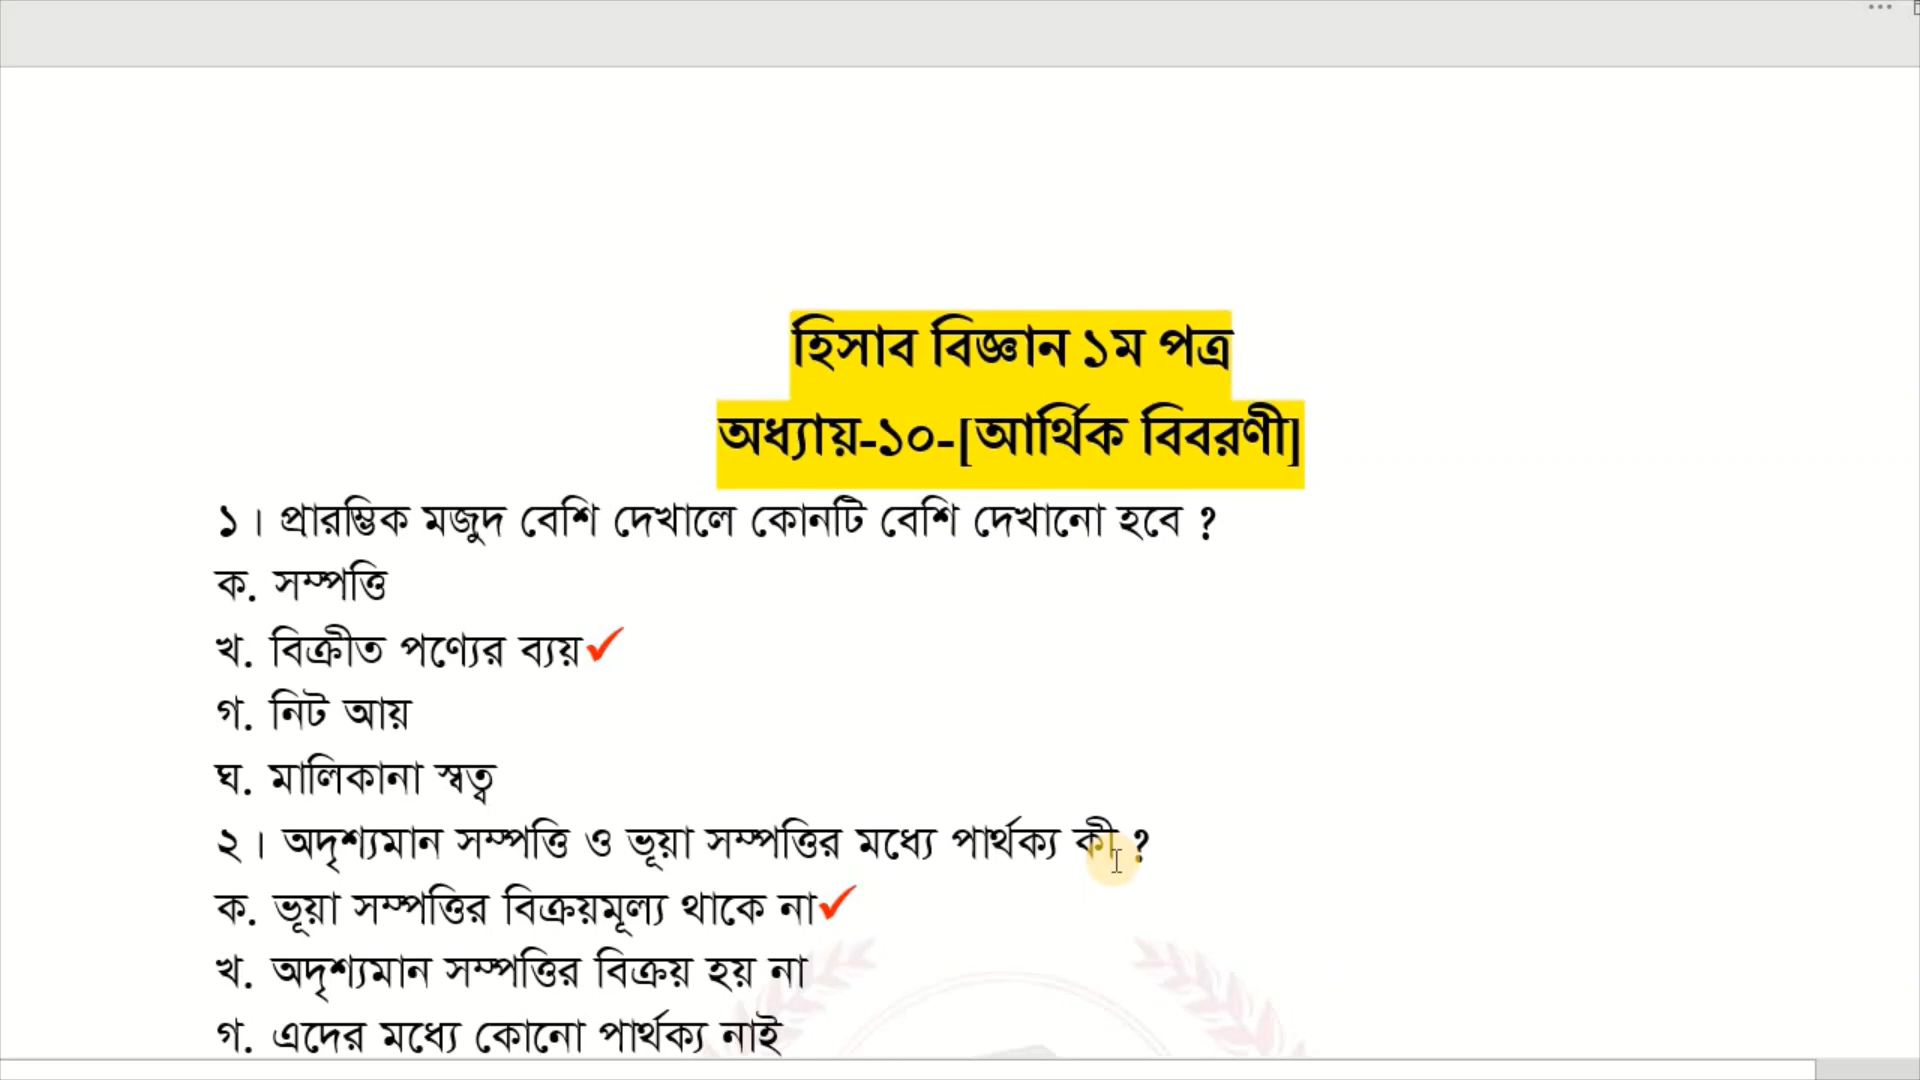 হিসাব বিজ্ঞান ১ম পত্র
অধ্যায়-১০-[আর্থিক বিবরণী]
১। প্রারম্ভিক মজুদ বেশি দেখালে কোনটি বেশি দেখানো হবে ?
ক. সম্পত্তি
খ. বিক্রীত পণ্যের ব্যয়✓
গ. নিট আয়
ঘ. মালিকানা স্বত্ব
২। অদৃশ্যমান সম্পত্তি ও ভূয়া সম্পত্তির মধ্যে পার্থক্য কী ?
ক. ভূয়া সম্পত্তির বিক্রয়মূল্য থাকে না✓
খ. অদৃশ্যমান সম্পত্তির বিক্রয় হয় না
গ. এদের মধ্যে কোনো পার্থক্য নাই